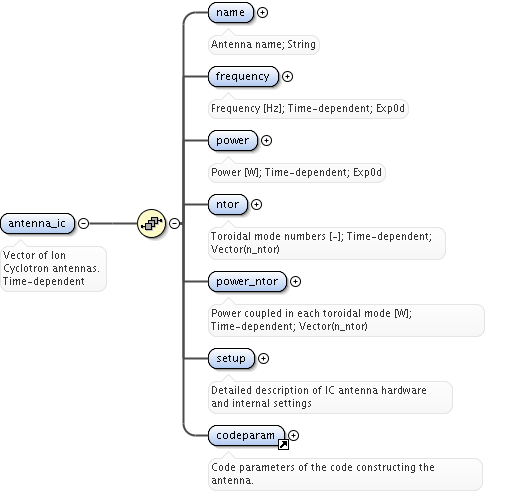 name
Antenna name; String
frequency
Frequency [Hz]; Time-dependent; Exp0d
power
Power [W]; Time-dependent; Exp0d
antenna_ic
Vector of Ion
Cyclotron antennas.
Time-dependent
ntor
Toroidal mode numbers [-]; Time-dependent;
Vector(n_ntor)
power_ntor
Power coupled in each toroidal mode [W];
Time-dependent; Vector(n_ntor)
setup
Detailed description of IC antenna hardware
and internal settings
codeparam
Code parameters of the code constructing the
antenna.